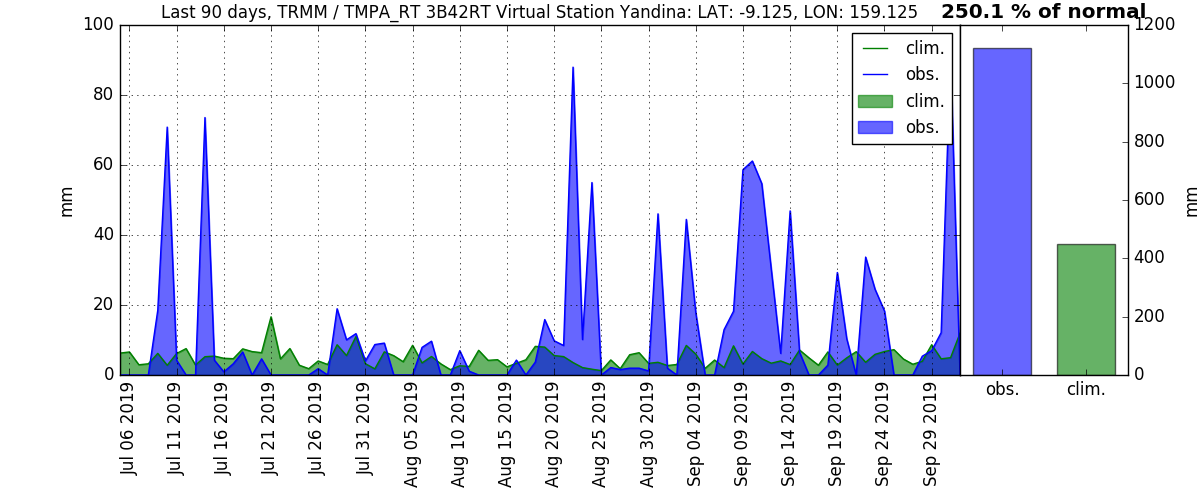 Last 90 days, TRMM / TMPA_RT 3B42RT Virtual Station Yandina: LAT: -9.125, LON: 159.125
250.1 % of normal
100
80
60
40
20
0
mm
clim.
obs.
clim.
obs.
1200
1000
800
600
400
200
0
mm
obs.
clim.
Jul 06 2019
Jul 11 2019
Jul 16 2019
Jul 21 2019
Jul 26 2019
Jul 31 2019
Aug 05 2019
Aug 10 2019
Aug 15 2019
Aug 20 2019
Aug 25 2019
Aug 30 2019
Sep 04 2019
Sep 09 2019
Sep 14 2019
Sep 19 2019
Sep 24 2019
Sep 29 2019